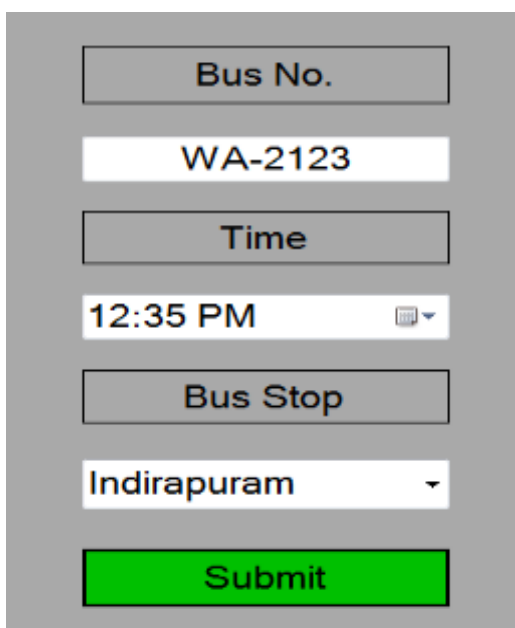 Bus No.
WA-2123
Time
12:35 PM
Bus Stop
Indirapuram
Submit